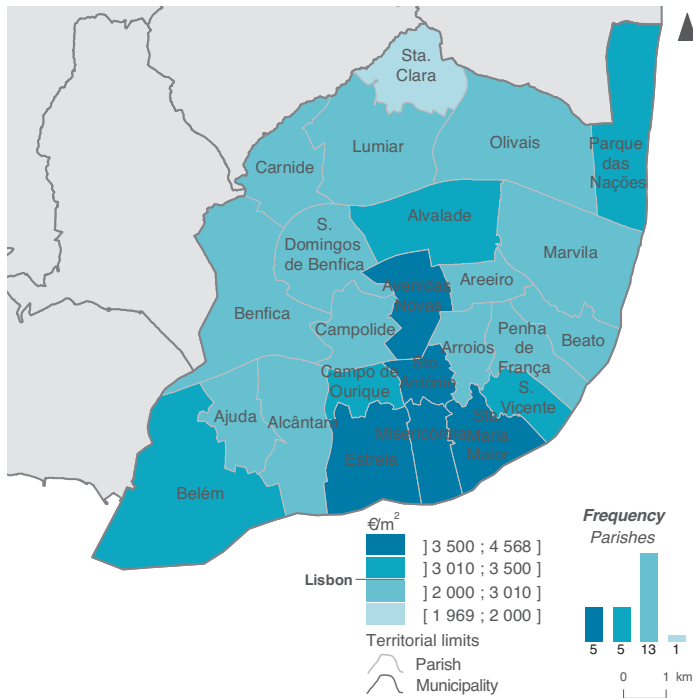 Sta.
Clara
Lumiar
Olivais
Parque
das
Nações
Carnide
Alvalade
S.
Domingos
de Benfica
Marvila
Avenidas
Novas
Areeiro
Benfica
Campolide
Arroios
Penha
de
França
Beato
Campo de
Ourique
Sto.
António
S.
Vicente
Ajuda
Alcântara
Estrela
Misericórdia
Sta.
Maria
Maior
Belém
€/m²
] 3 500 ; 4 568 ]
] 3 010 ; 3 500 ]
Lisbon
] 2 000 ; 3 010 ]
[ 1 969 ; 2 000 ]
Territorial limits
Parish
Municipality
Frequency
Parishes
5 5 13 1
0 1 km